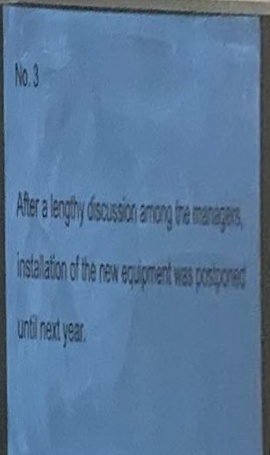 No. 3
After a lengthy discussion among the managers,
installation of the new equipment was postponed
until next year.